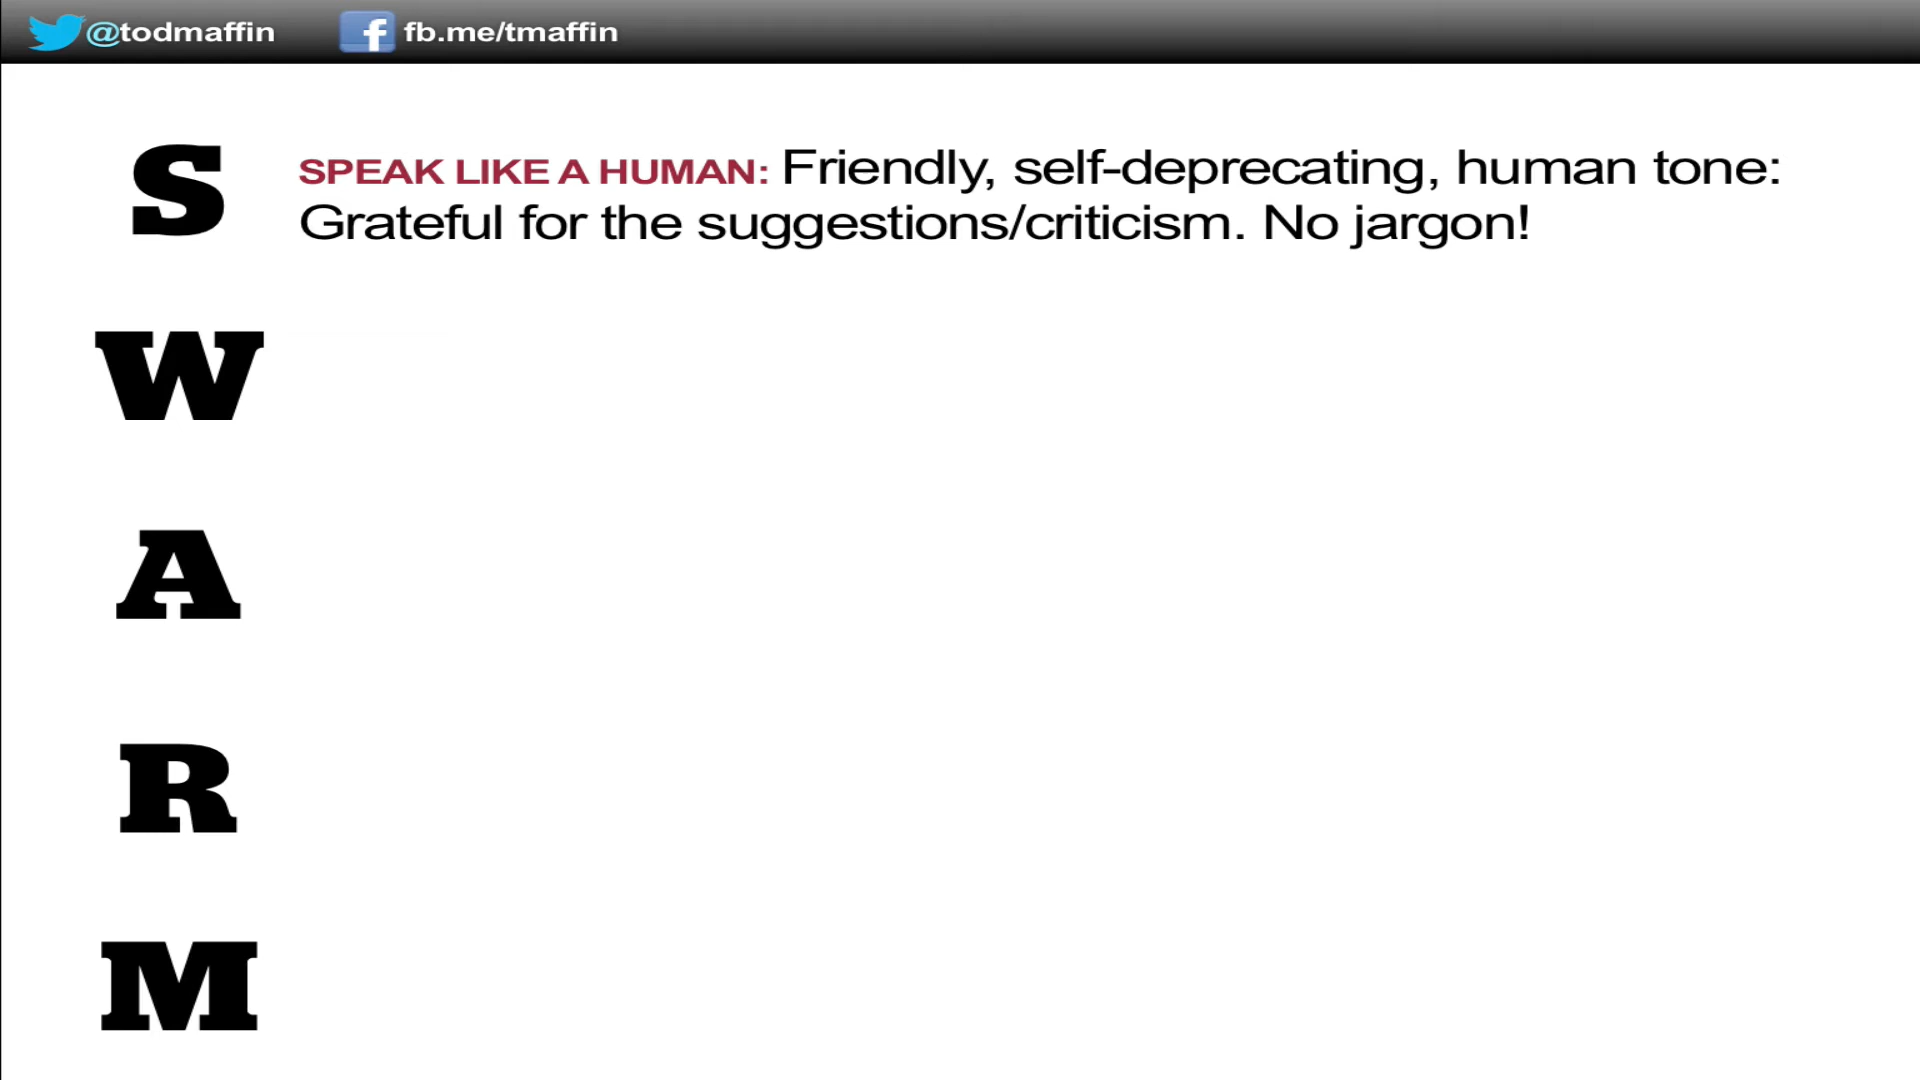 @todmaffin fb.me/tmaffin
S
SPEAK LIKE A HUMAN: Friendly, self-deprecating, human tone:
Grateful for the suggestions/criticism. No jargon!
W
A
R
M